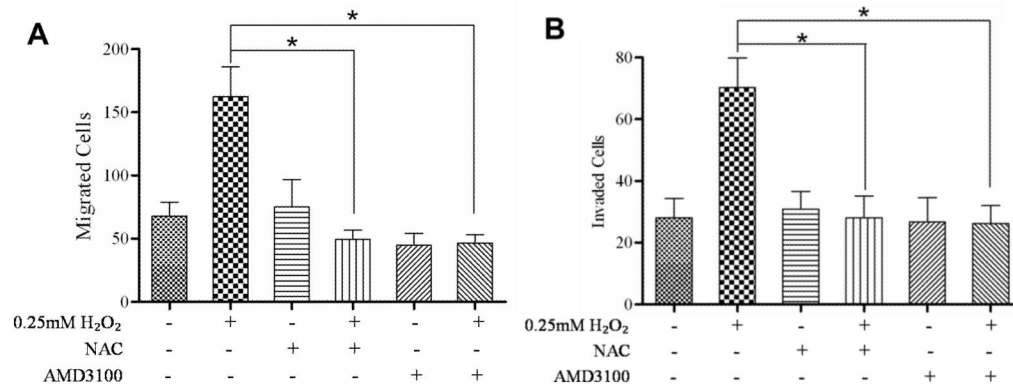 A
*
*
200
150
100
50
0
Migrated Cells
0.25mM H₂O₂ - + - + - +
NAC - - + + - -
AMD3100 - - - - + +
B
*
*
80
60
40
20
0
Invaded Cells
0.25mM H₂O₂ - + - + - +
NAC - - + + - -
AMD3100 - - - - + +